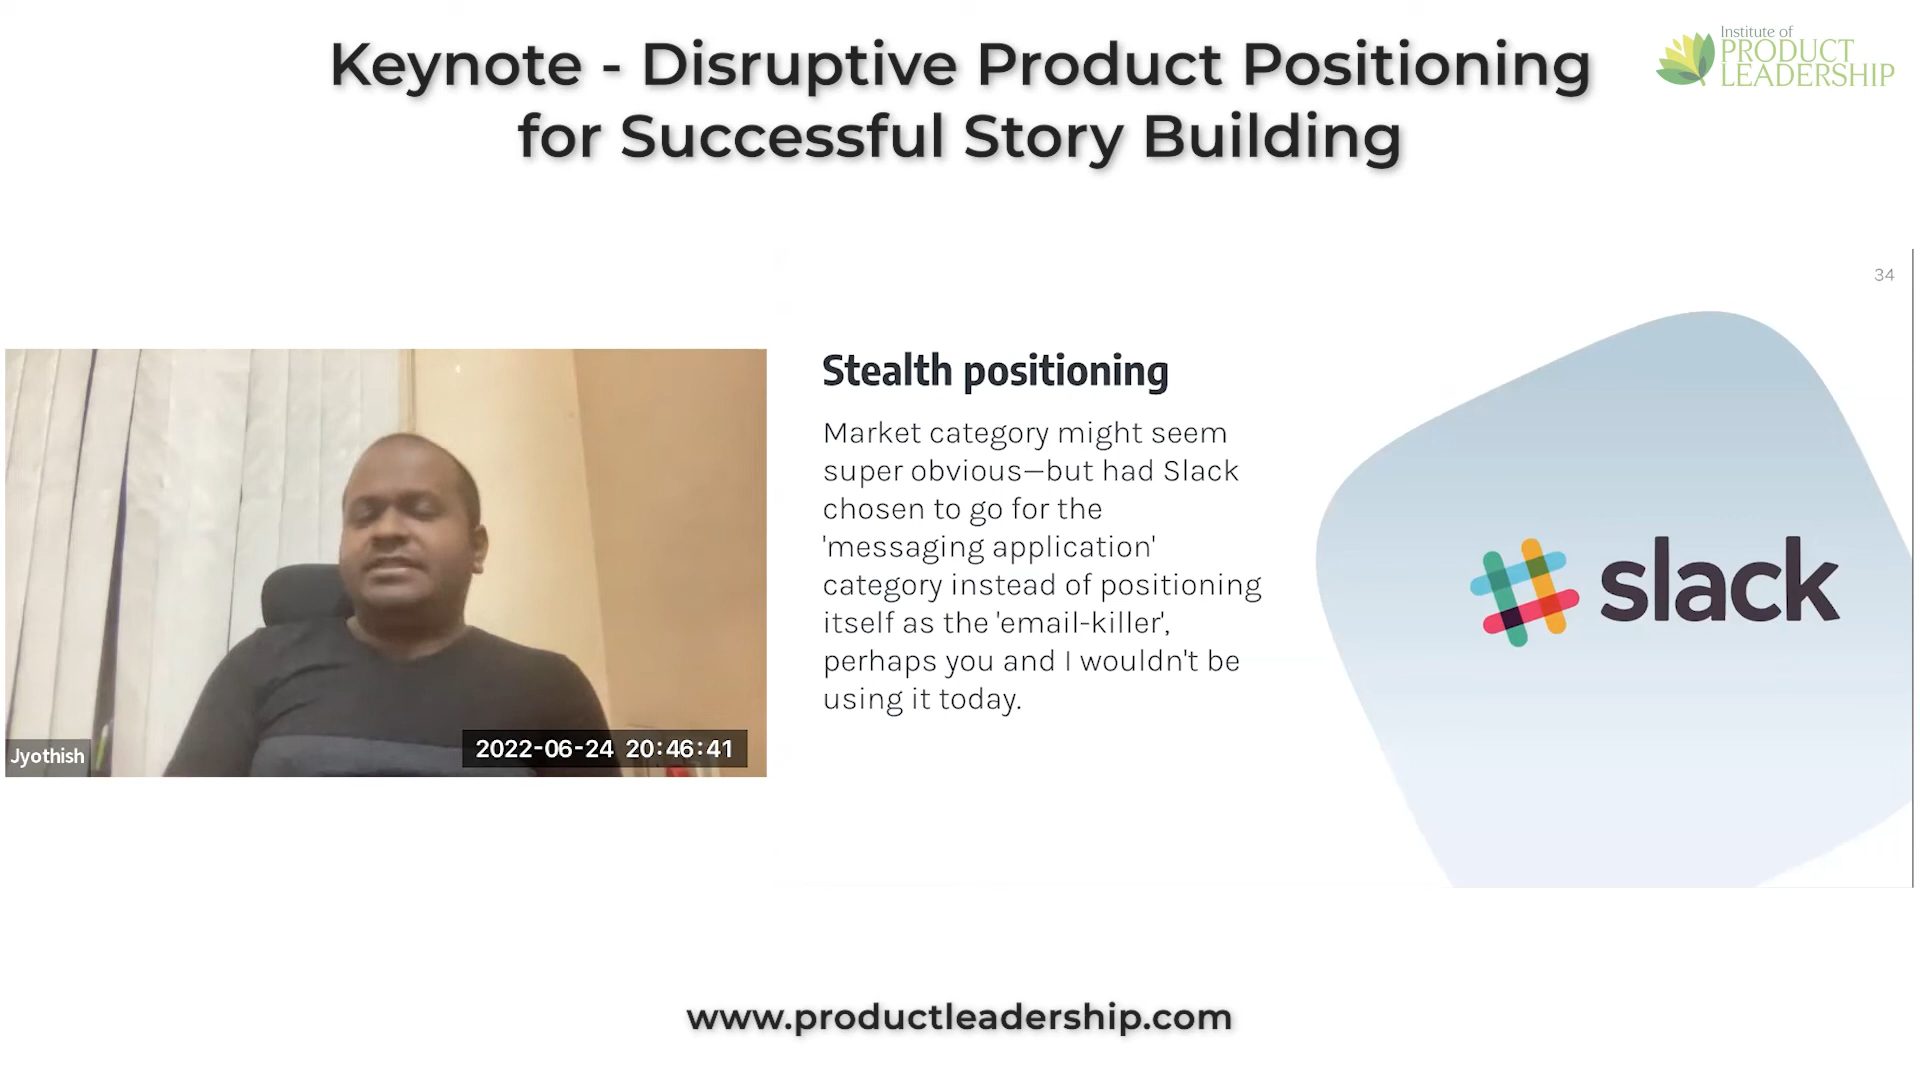 Keynote - Disruptive Product Positioning
for Successful Story Building
Institute of
PRODUCT
LEADERSHIP
34
Stealth positioning
Market category might seem
super obvious—but had Slack
chosen to go for the
'messaging application'
category instead of positioning
itself as the 'email-killer',
perhaps you and I wouldn't be
using it today.
slack
Jyothish
2022-06-24 20:46:41
www.productleadership.com